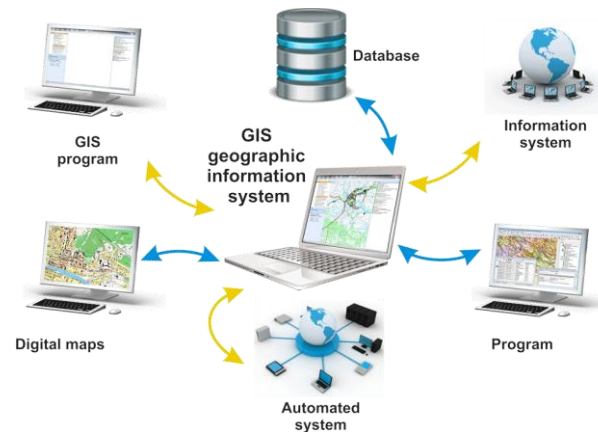 Database
GIS
program
GIS
geographic
information
system
Information
system
Digital maps
Program
Automated
system